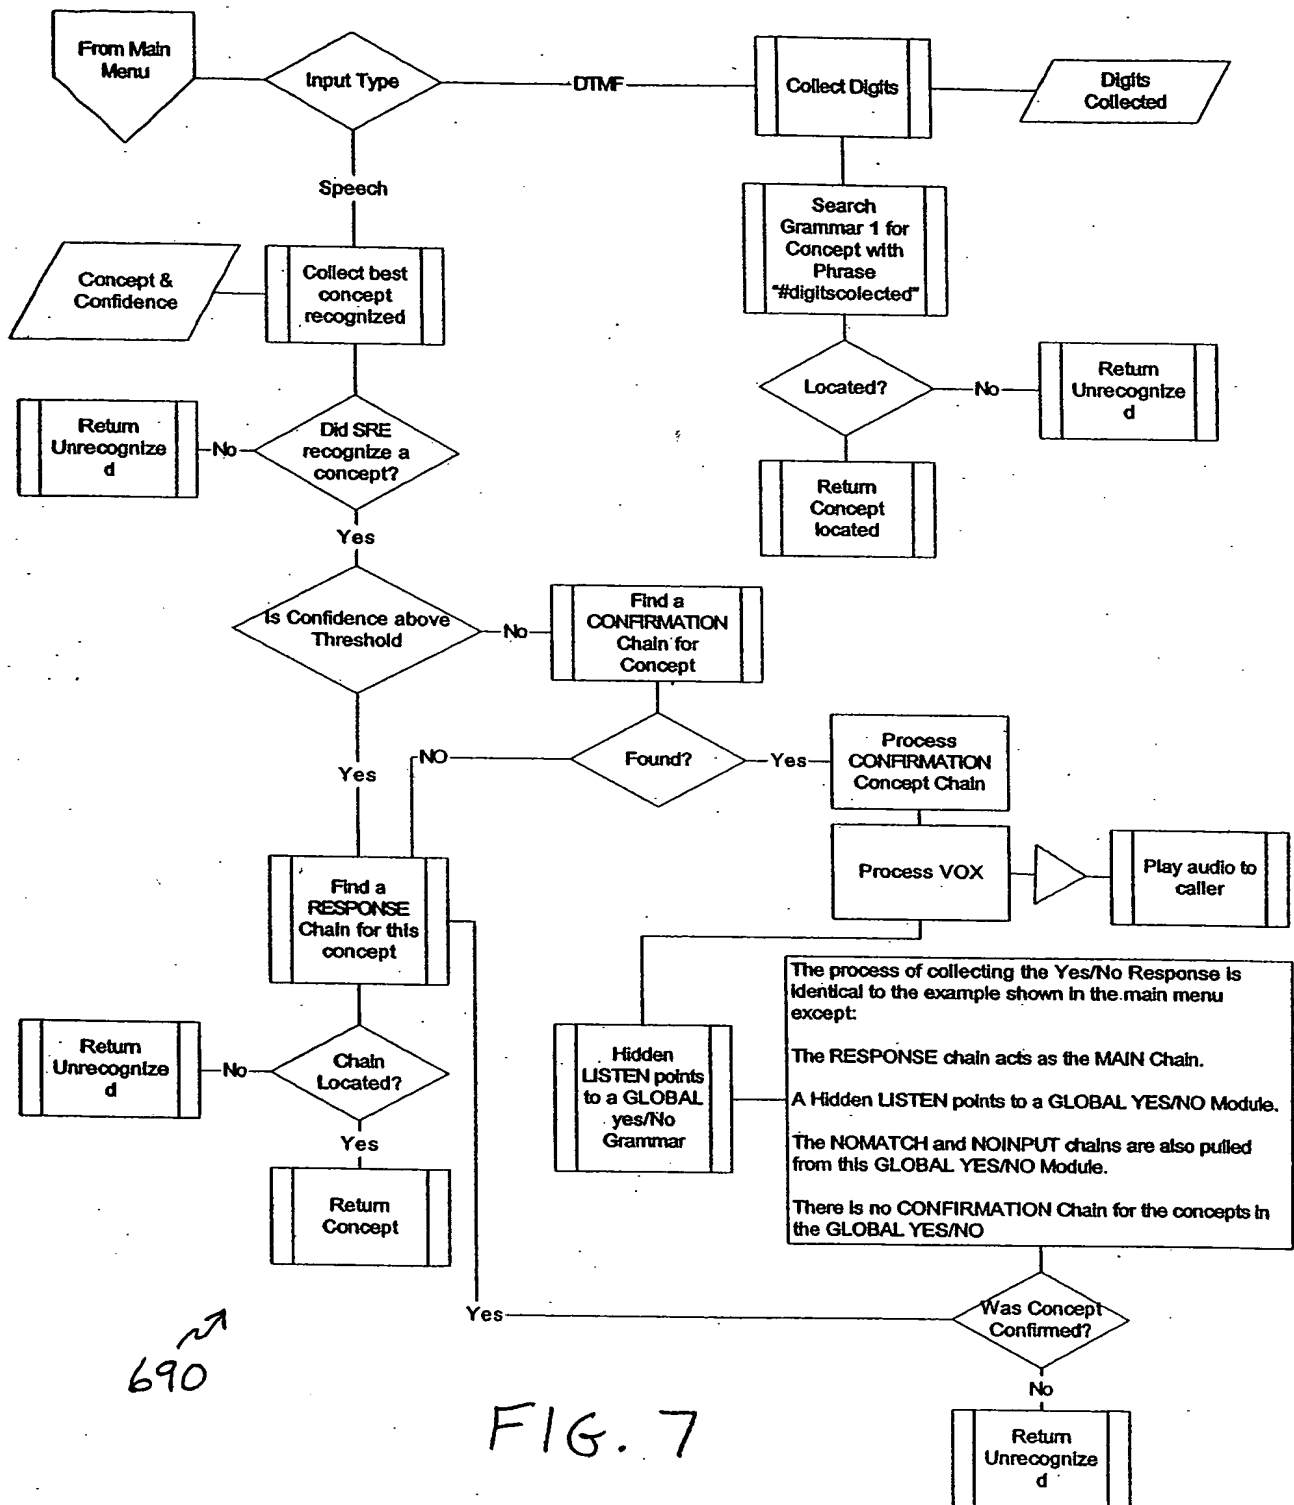 From Main
Menu
Input Type
DTMF
Collect Digits
Digits
Collected
Speech
Search
Grammar 1 for
Concept with
Phrase
"#digitscolected"
Concept &
Confidence
Collect best
concept
recognized
Located?
No
Return
Unrecognize
d
Return
Unrecognize
d
No
Did SRE
recognize a
concept?
Return
Concept
located
Yes
Is Confidence above
Threshold
No
Find a
CONFIRMATION
Chain for
Concept
Yes
NO
Found?
Yes
Process
CONFIRMATION
Concept Chain
Process VOX
Play audio to
caller
Find a
RESPONSE
Chain for this
concept
The process of collecting the Yes/No Response is
identical to the example shown in the main menu
except:
The RESPONSE chain acts as the MAIN Chain.
A Hidden LISTEN points to a GLOBAL YES/NO Module.
The NOMATCH and NOINPUT chains are also pulled
from this GLOBAL YES/NO Module.
There is no CONFIRMATION Chain for the concepts in
the GLOBAL YES/NO
Return
Unrecognize
d
No
Chain
Located?
Hidden
LISTEN points
to a GLOBAL
yes/No
Grammar
Yes
Return
Concept
Yes
Was Concept
Confirmed?
No
Return
Unrecognize
d
690
FIG. 7